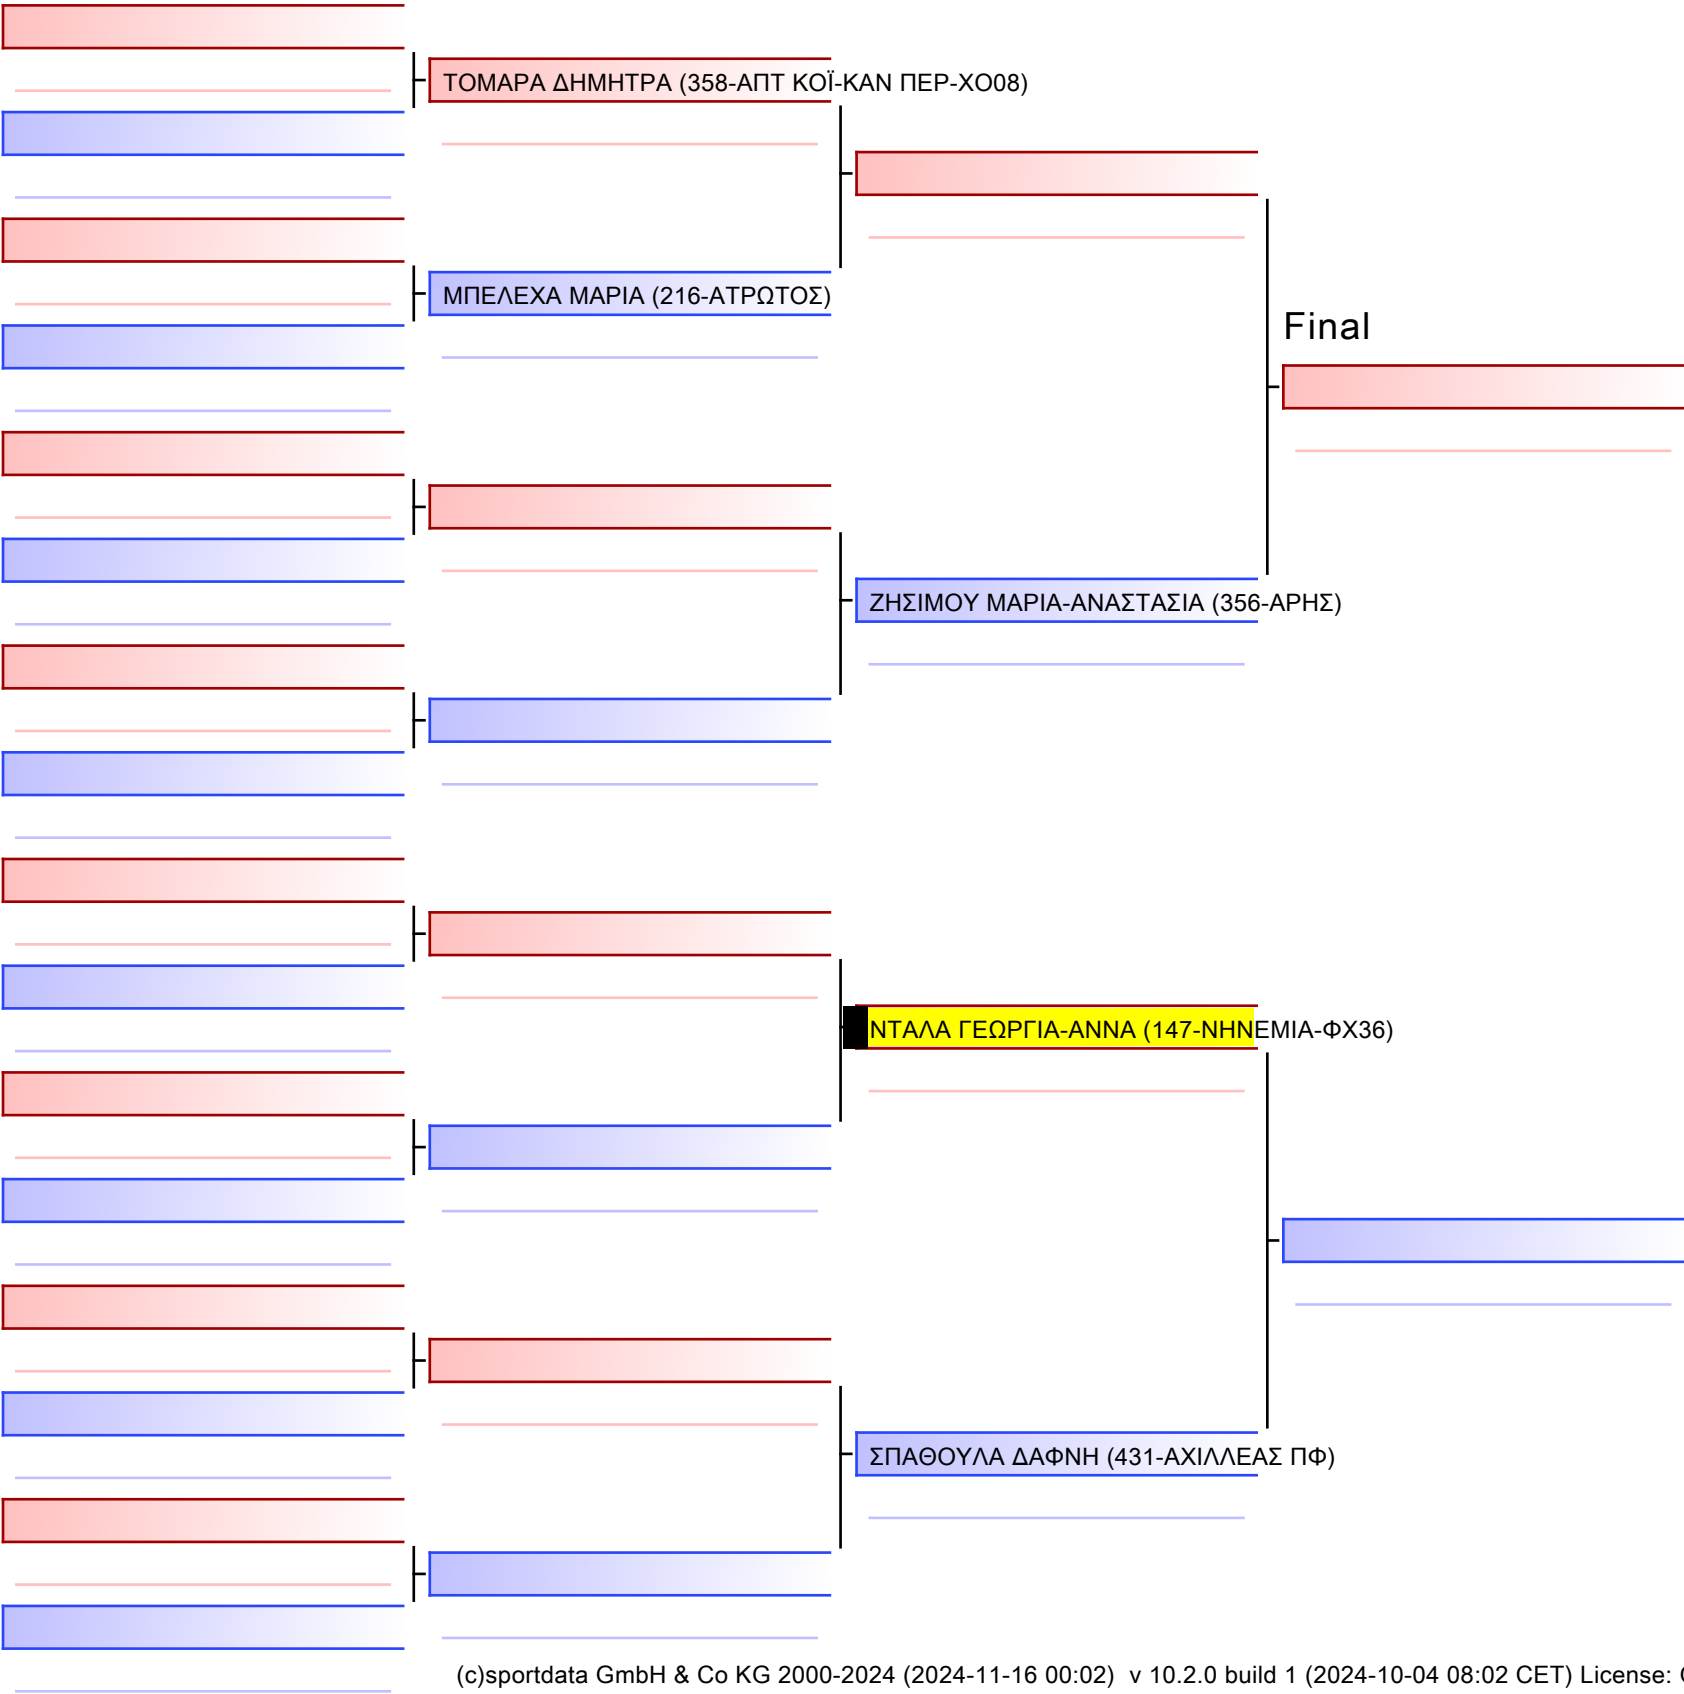 ΤΟΜΑΡΑ ΔΗΜΗΤΡΑ (358-ΑΠΤ ΚΟΪ-ΚΑΝ ΠΕΡ-ΧΟ08)
ΜΠΕΛΕΧΑ ΜΑΡΙΑ (216-ΑΤΡΩΤΟΣ)
Final
ΖΗΣΙΜΟΥ ΜΑΡΙΑ-ΑΝΑΣΤΑΣΙΑ (356-ΑΡΗΣ)
ΝΤΑΛΑ ΓΕΩΡΓΙΑ-ΑΝΝΑ (147-ΝΗΝΕΜΙΑ-ΦΧ36)
ΣΠΑΘΟΥΛΑ ΔΑΦΝΗ (431-ΑΧΙΛΛΕΑΣ ΠΦ)
(c)sportdata GmbH & Co KG 2000-2024 (2024-11-16 00:02) v 10.2.0 build 1 (2024-10-04 08:02 CET) License: